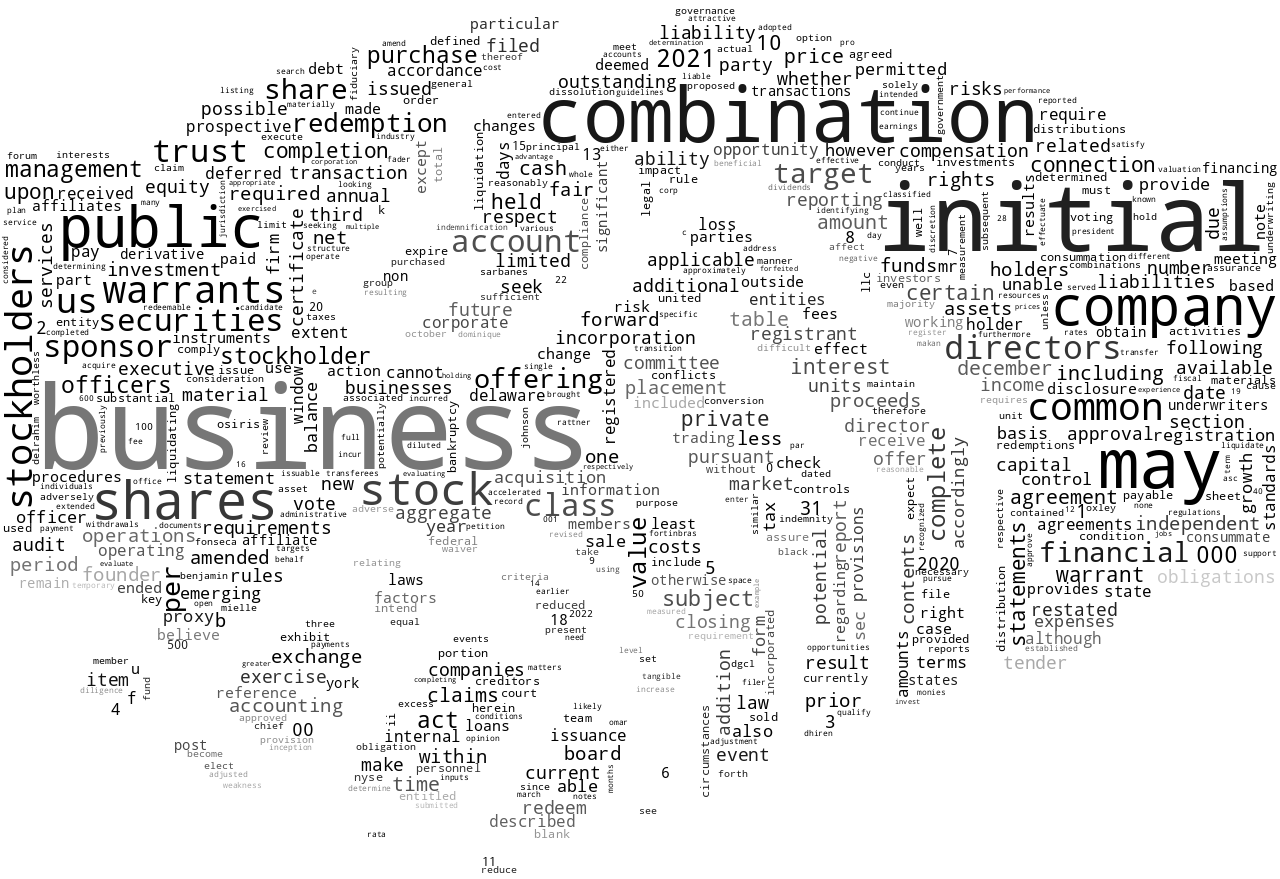 governance
attractive
particular
liability
adopted
amend
defined
filed
determination
10
option
pro
purchase
thereof
meet
accounts
actual
2021
price
agreed
search
debt
fiduciary
accordance
cost
deemed
party
whether
permitted
listing
share
issued
general
outstanding
liable
proposed
transactions
solely
intended
risks
performance
possible
materially
made
order
dissolution
guidelines
combination
continue
government
reported
require
prospective
redemption
entered
changes
earnings
distributions
trust
completion
industry
except
total
liquidation
days
15
principal
either
opportunity
however
compensation
related
satisfy
forum
interests
corporation
fader
advantage
13
ability
beneficial
effective
conduct
years
investments
connection
valuation
financing
management
claim
execute
deferred
transaction
cash
whole
impact
target
rights
determined
upon
received
equity
appropriate
looking
reasonably
fair
significant
legal
rule
corp
dividends
reporting
classified
initial
must
provide
underwriting
plan
affiliates
many
jurisdiction
required
annual
held
identifying
amount
well
discretion
subsequent
28
results
effectuate
voting
known
hold
due
assumptions
note
service
public
exercised
third
k
respect
compliance
loss
8
day
president
considered
services
limit
seeking
multiple
indemnification
various
account
c
parties
affect
negative
measurement
7
consummation
different
meeting
pay
derivative
firm
certificate
net
structure
operate
expire
limited
address
applicable
manner
fundsmr
holders
combinations
number
assurance
determining
investment
paid
group
purchased
non
sarbanes
seek
22
approximately
forfeited
llc
investors
even
unable
served
liabilities
based
part
us
warrants
e
resulting
sufficient
additional
outside
certain
resources
prices
company
entity
redeemable
candidate
20
taxes
future
united
entities
majority
assets
unless
stockholders
2
completed
securities
extent
corporate
risk
specific
table
fees
working
holder
furthermore
rates
obtain
activities
instruments
october
dominique
forward
registrant
register
directors
transfer
following
sponsor
comply
stockholder
incorporation
transition
difficult
effect
makan
worthless
acquire
executive
issue
use
action
cannot
holding
single
change
committee
interest
december
including
available
officers
consideration
window
businesses
offering
conflicts
units
maintain
income
disclosure
experience
fiscal
materials
600
substantial
material
balance
associated
incurred
delaware
brought
registered
placement
included
conversion
proceeds
requires
common
date
19
underwriters
delrahim
previously
business
100
fee
osiris
liquidating
review
full
incur
potentially
diluted
bankruptcy
johnson
rattner
private
therefore
director
unit
section
trading
less
par
receive
basis
approval
registration
16
one
pursuant
check
offer
complete
accordingly
redemptions
liquidate
procedures
office
statement
issuable
transferees
evaluating
respectively
without
0
dated
reasonable
capital
may
asc
term
growth
cause
individuals
asset
new
stock
acquisition
market
controls
expect
control
40
standards
adversely
shares
accelerated
record
information
enter
similar
tax
agreement
payable
sheet
extended
vote
adverse
class
purpose
31
respective
contained
12
1
oxley
none
regulations
officer
administrative
aggregate
001
members
value
indemnity
potential
report
provisions
contents
recognized
statements
agreements
independent
used
payment
withdrawals
documents
requirements
year
petition
revised
least
fortinbras
assure
condition
jobs
consummate
operations
fonseca
affiliate
federal
sale
costs
black
approve
audit
operating
targets
waiver
take
include
5
2020
financial
000
support
period
evaluate
amended
behalf
relating
9
using
necessary
warrant
obligations
remain
founder
temporary
benjamin
rules
laws
criteria
14
otherwise
space
pursue
ended
per
emerging
factors
earlier
50
subject
example
regarding
sec
file
distribution
provides
state
key
open
mielle
intend
reduced
2022
measured
right
restated
proxy
b
equal
18
closing
form
incorporated
case
expenses
believe
three
present
requirement
provided
although
500
exhibit
payments
events
need
opportunities
reports
established
member
u
greater
exchange
portion
matters
level
set
addition
dgcl
result
amounts
terms
tender
item
diligence
fund
exercise
york
companies
creditors
tangible
filer
currently
states
f
reference
completing
claims
court
increase
law
prior
monies
4
accounting
excess
herein
likely
omar
circumstances
sold
qualify
invest
approved
ii
act
conditions
team
also
3
chief
00
internal
loans
opinion
issuance
adjustment
dhiren
post
provision
inception
obligation
within
board
event
become
make
personnel
current
months
6
forth
elect
adjusted
nyse
inputs
since
able
weakness
determine
time
entitled
march
notes
submitted
redeem
see
described
rata
blank
11
reduce